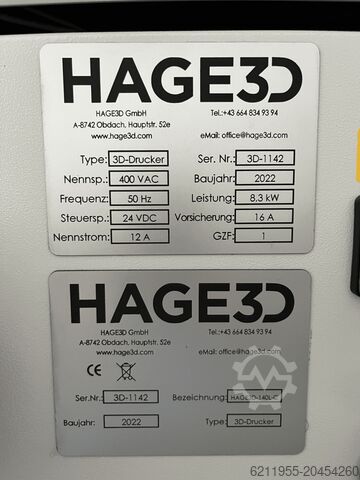 HAGE3D
HAGE3D GmbH Tel.:+43 664 834 93 94
A-8742 Obdach, Hauptstr. 52e
www.hage3d.com eMail: office@hage3d.com
Type: 3D-Drucker Ser. Nr.: 3D-1142
Nennsp.: 400 VAC Baujahr: 2022
Frequenz: 50 Hz Leistung: 8,3 kW
Steuersp.: 24 VDC Vorsicherung: 16 A
Nennstrom: 12 A GZF: 1
HAGE3D
HAGE3D GmbH Tel.:+43 664 834 93 94
A-8742 Obdach, Hauptstr. 52e
www.hage3d.com eMail: office@hage3d.com
CE
Ser.Nr.: 3D-1142 Bezeichnung: HAGE3D-140L-C
Baujahr: 2022 Type: 3D-Drucker
6211955-20454260